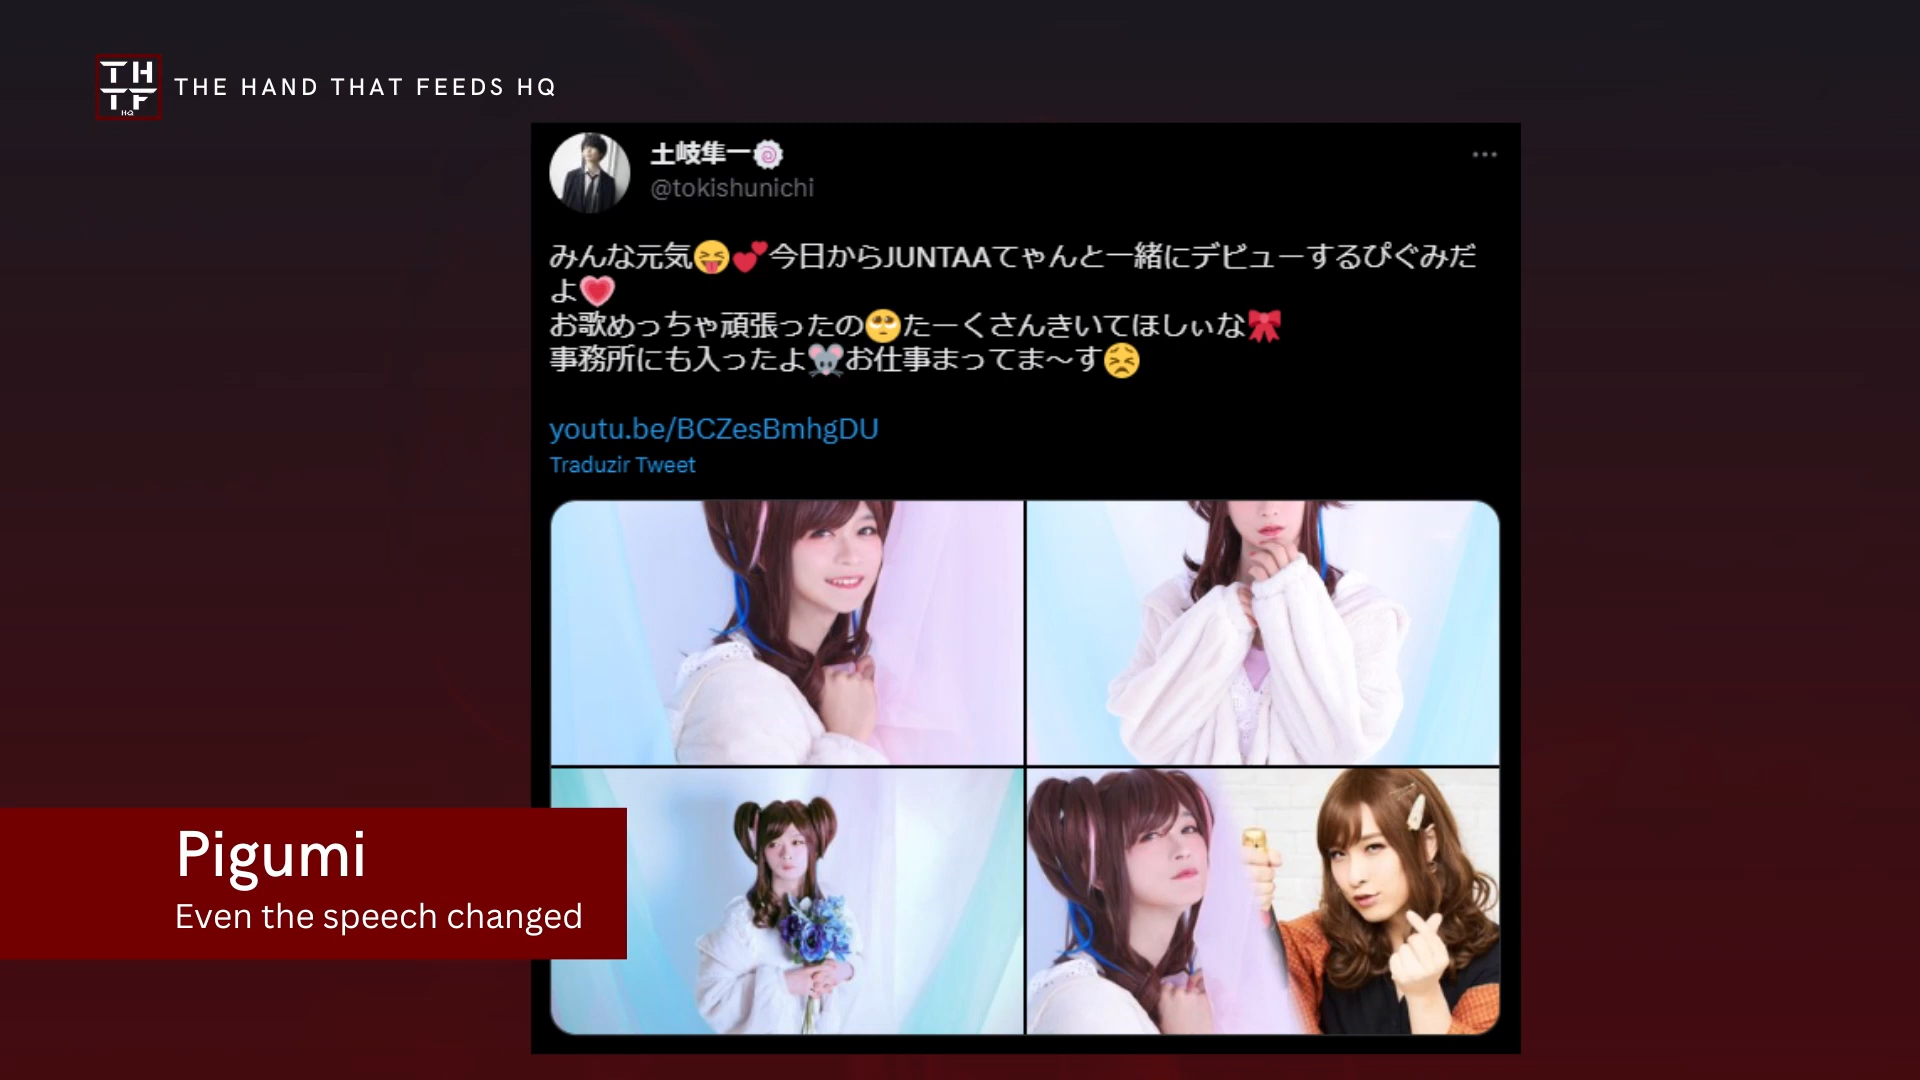 TH
TF
HQ
THE HAND THAT FEEDS HQ
土岐隼一🍥
@tokishunichi
みんな元気😝💕今日からJUNTAAてゃんと一緒にデビューするぴぐみだ
よ💗
お歌めっちゃ頑張ったの🥺たーくさんきいてほしぃな🎀
事務所にも入ったよ🐭お仕事まってま〜す😣
youtu.be/BCZesBmhgDU
Traduzir Tweet
Pigumi
Even the speech changed